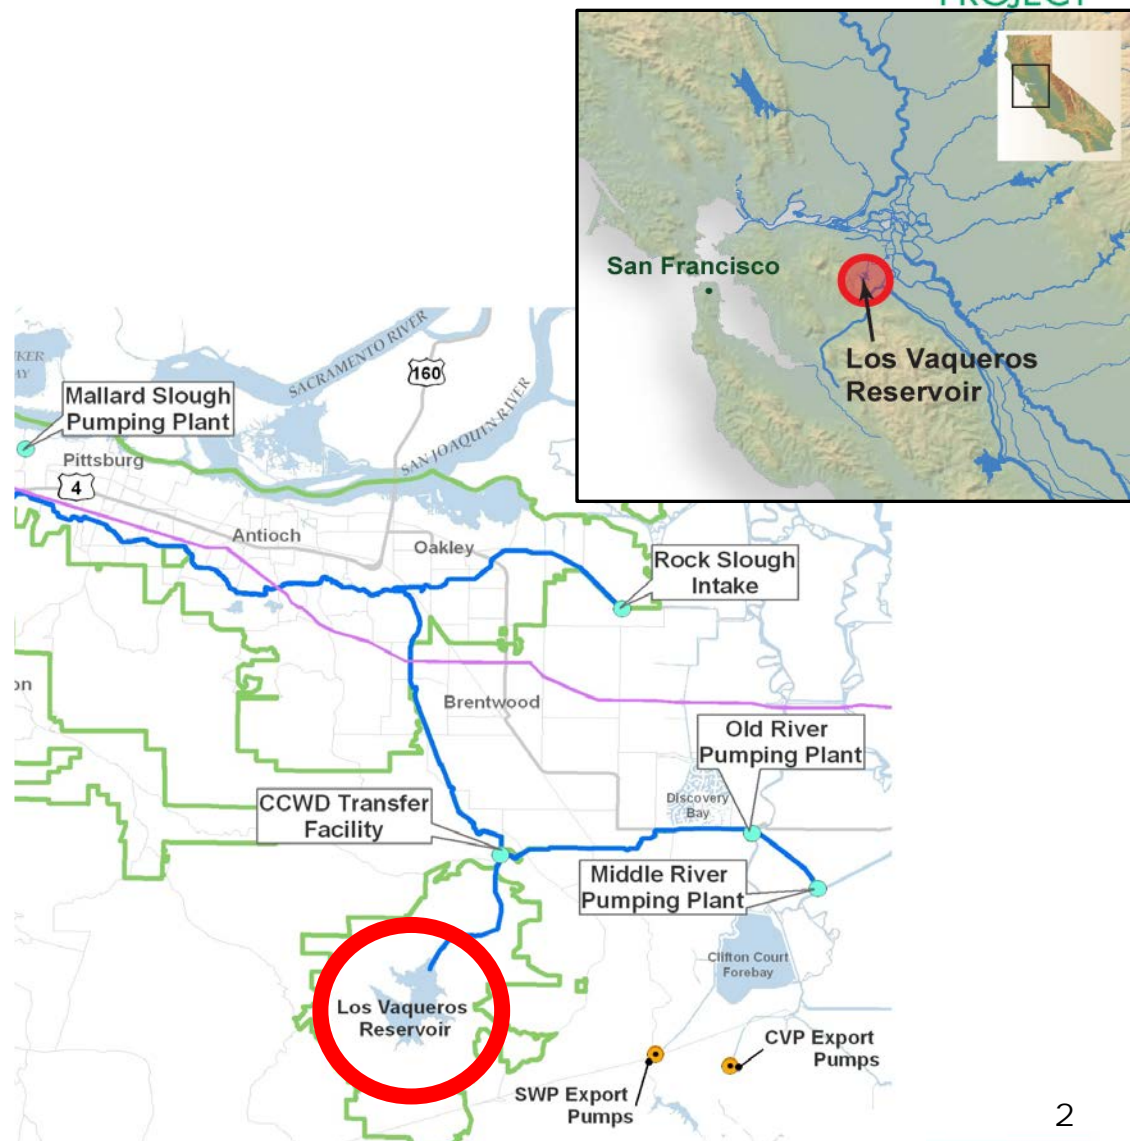 PROJECT
San Francisco
Los Vaqueros
Reservoir
SACRAMENTO RIVER
160
Mallard Slough
Pumping Plant
SAN JOAQUIN RIVER
Pittsburg
4
Antioch
Oakley
Rock Slough
Intake
Brentwood
Old River
Pumping Plant
Discovery
Bay
CCWD Transfer
Facility
Middle River
Pumping Plant
Clifton Court
Forebay
Los Vaqueros
Reservoir
CVP Export
Pumps
SWP Export
Pumps
2